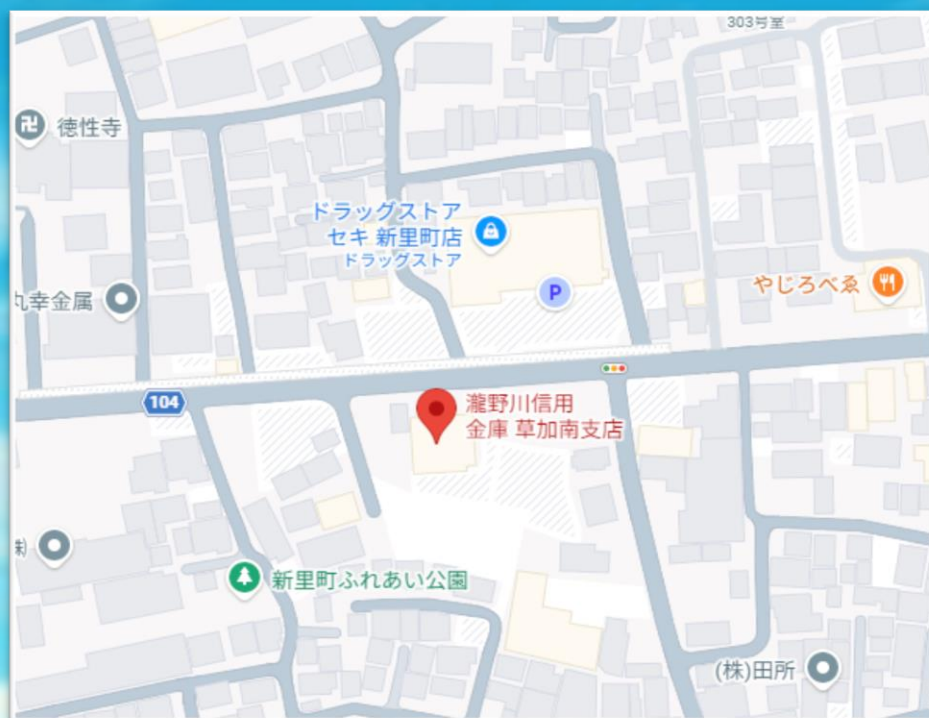 303号室
徳性寺
ドラッグストア
セキ 新里町店
ドラッグストア
P
丸幸金属
やじろべゑ
104
瀧野川信用
金庫 草加南支店
新里町ふれあい公園
(株)田所